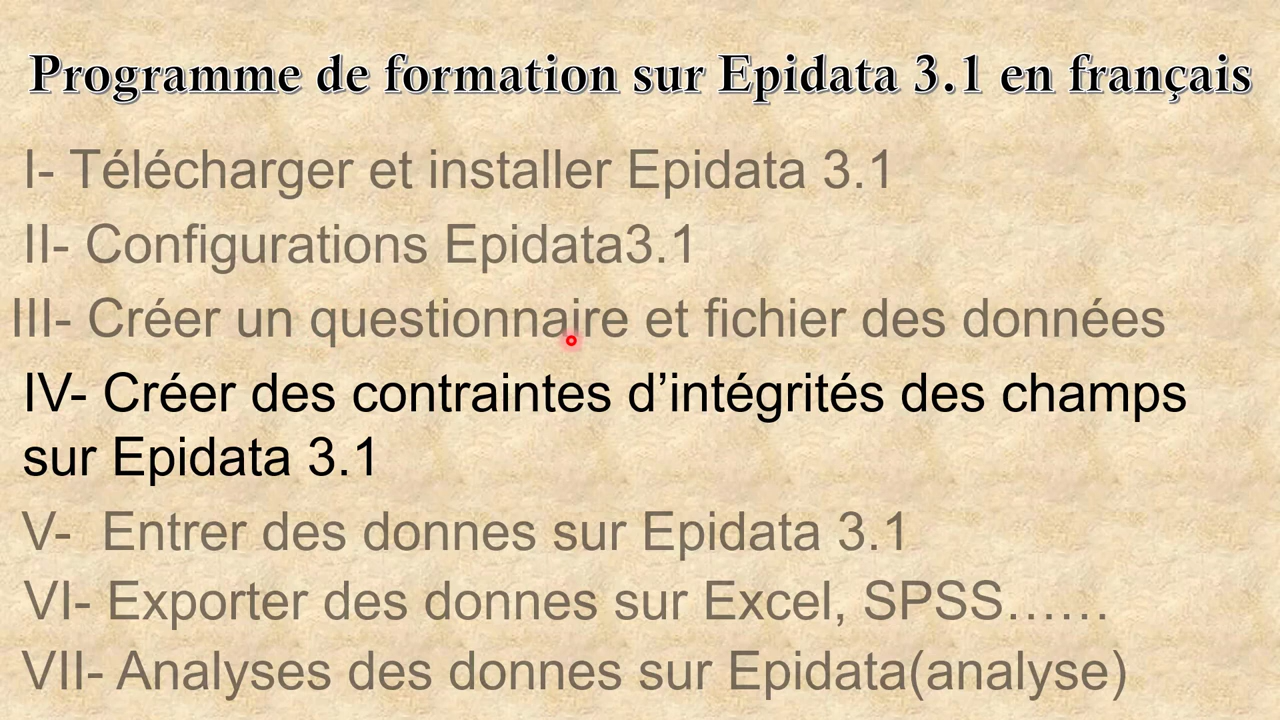 Programme de formation sur Epidata 3.1 en français
I- Télécharger et installer Epidata 3.1
II- Configurations Epidata3.1
III- Créer un questionnaire et fichier des données
IV- Créer des contraintes d’intégrités des champs
sur Epidata 3.1
V- Entrer des donnes sur Epidata 3.1
VI- Exporter des donnes sur Excel, SPSS……
VII- Analyses des donnes sur Epidata(analyse)